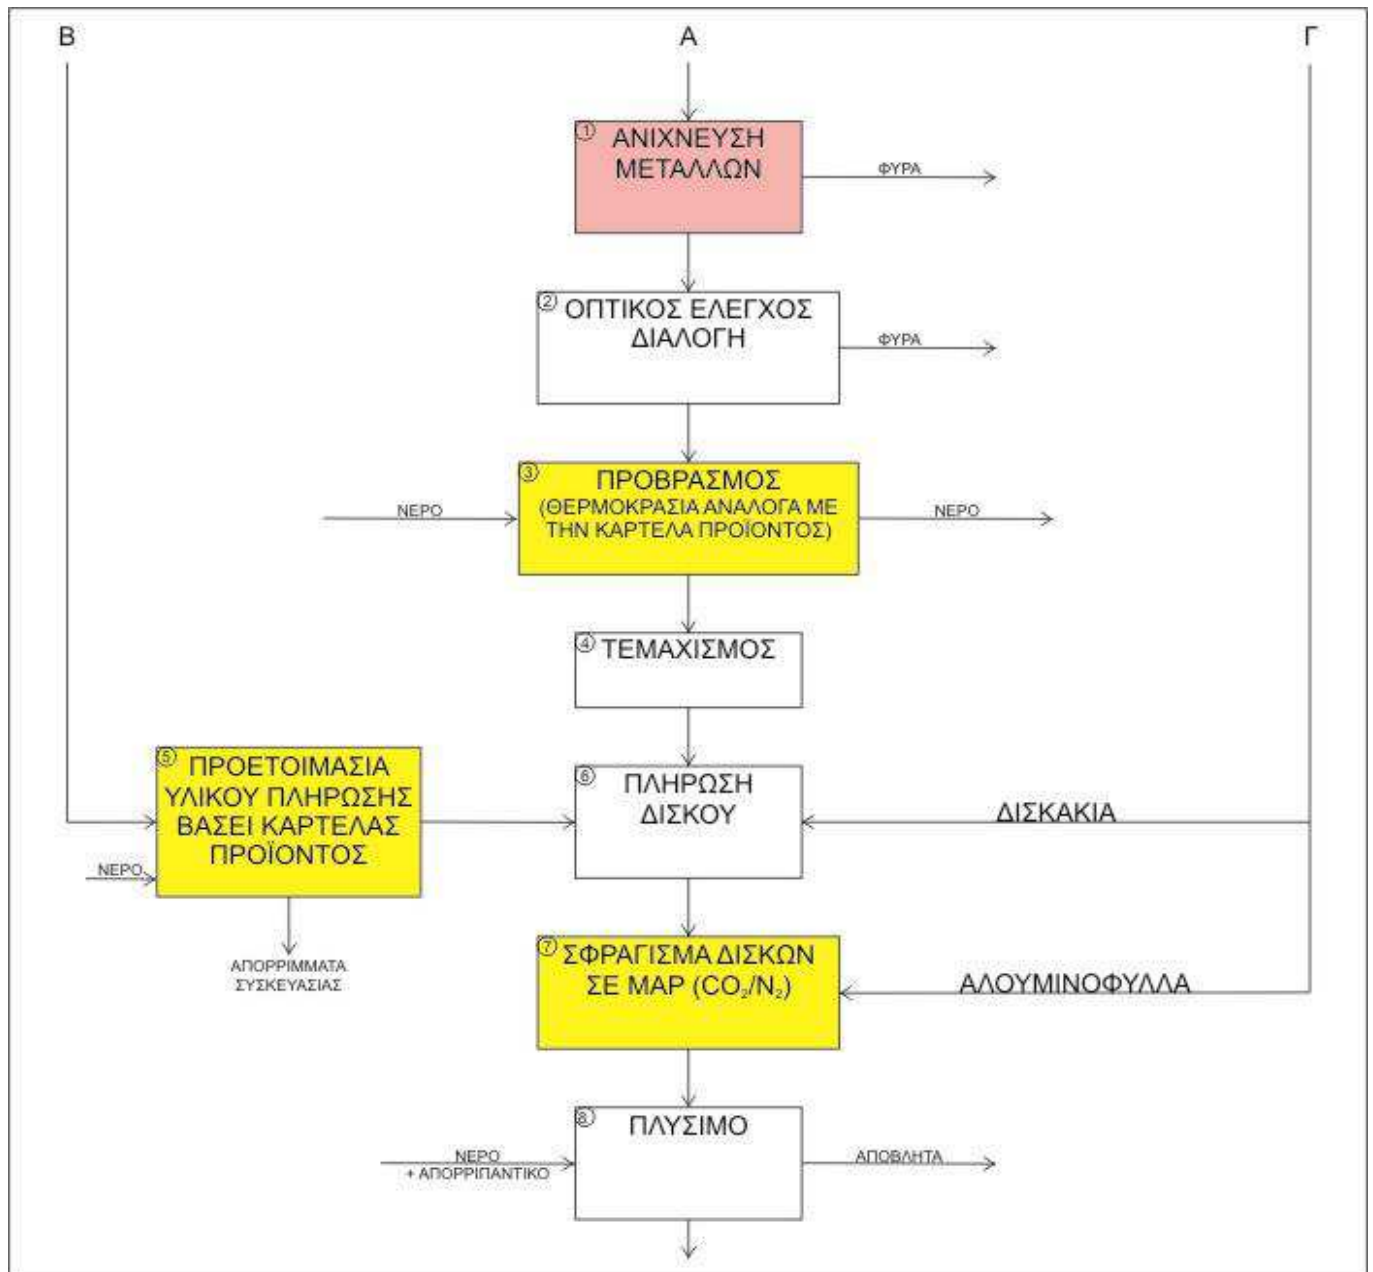 Β
Α
Γ
① ΑΝΙΧΝΕΥΣΗ
ΜΕΤΑΛΛΩΝ
ΦΥΡΑ
② ΟΠΤΙΚΟΣ ΕΛΕΓΧΟΣ
ΔΙΑΛΟΓΗ
ΦΥΡΑ
③ ΠΡΟΒΡΑΣΜΟΣ
(ΘΕΡΜΟΚΡΑΣΙΑ ΑΝΑΛΟΓΑ ΜΕ
ΤΗΝ ΚΑΡΤΕΛΑ ΠΡΟΪΟΝΤΟΣ)
ΝΕΡΟ
ΝΕΡΟ
④ ΤΕΜΑΧΙΣΜΟΣ
⑤ ΠΡΟΕΤΟΙΜΑΣΙΑ
ΥΛΙΚΟΥ ΠΛΗΡΩΣΗΣ
ΒΑΣΕΙ ΚΑΡΤΕΛΑΣ
ΠΡΟΪΟΝΤΟΣ
ΝΕΡΟ
ΑΠΟΡΡΙΜΜΑΤΑ
ΣΥΣΚΕΥΑΣΙΑΣ
⑥ ΠΛΗΡΩΣΗ
ΔΙΣΚΟΥ
ΔΙΣΚΑΚΙΑ
⑦ ΣΦΡΑΓΙΣΜΑ ΔΙΣΚΩΝ
ΣΕ MAP (CO₂/N₂)
ΑΛΟΥΜΙΝΟΦΥΛΛΑ
⑧ ΠΛΥΣΙΜΟ
ΝΕΡΟ
+ ΑΠΟΡΡΙΠΑΝΤΙΚΟ
ΑΠΟΒΛΗΤΑ